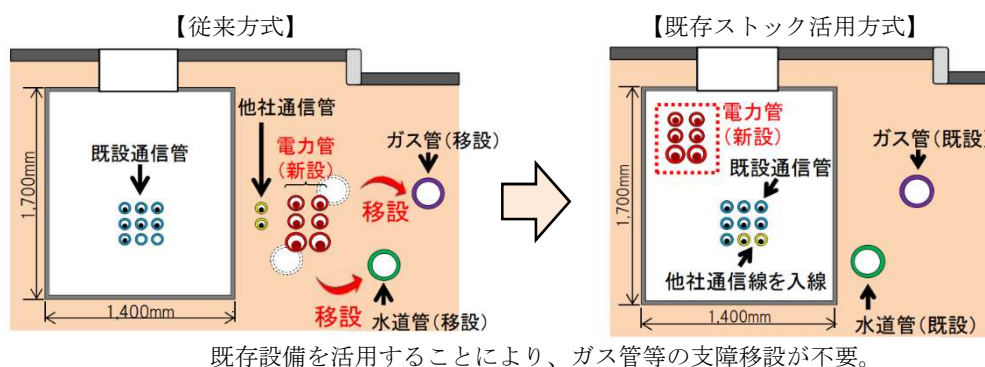 【従来方式】
【既存ストック活用方式】
他社通信管
電力管
(新設)
ガス管(移設)
既設通信管
1,700mm
移設
移設
水道管(移設)
1,400mm
電力管
(新設)
ガス管(既設)
既設通信管
1,700mm
他社通信線を入線
1,400mm
水道管(既設)
既存設備を活用することにより、ガス管等の支障移設が不要。